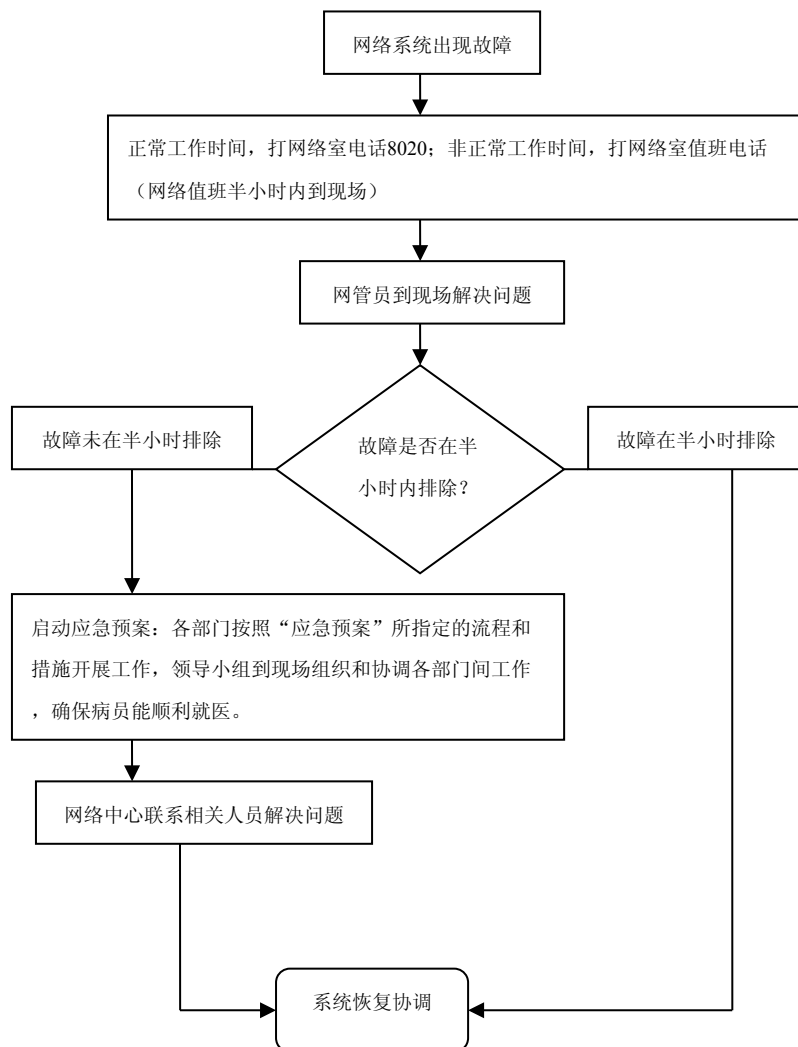 网络系统出现故障
正常工作时间，打网络室电话8020；非正常工作时间，打网络室值班电话
（网络值班半小时内到现场）
网管员到现场解决问题
故障未在半小时排除
故障是否在半
小时内排除？
故障在半小时排除
启动应急预案：各部门按照“应急预案”所指定的流程和
措施开展工作，领导小组到现场组织和协调各部门间工作
，确保病员能顺利就医。
网络中心联系相关人员解决问题
系统恢复协调